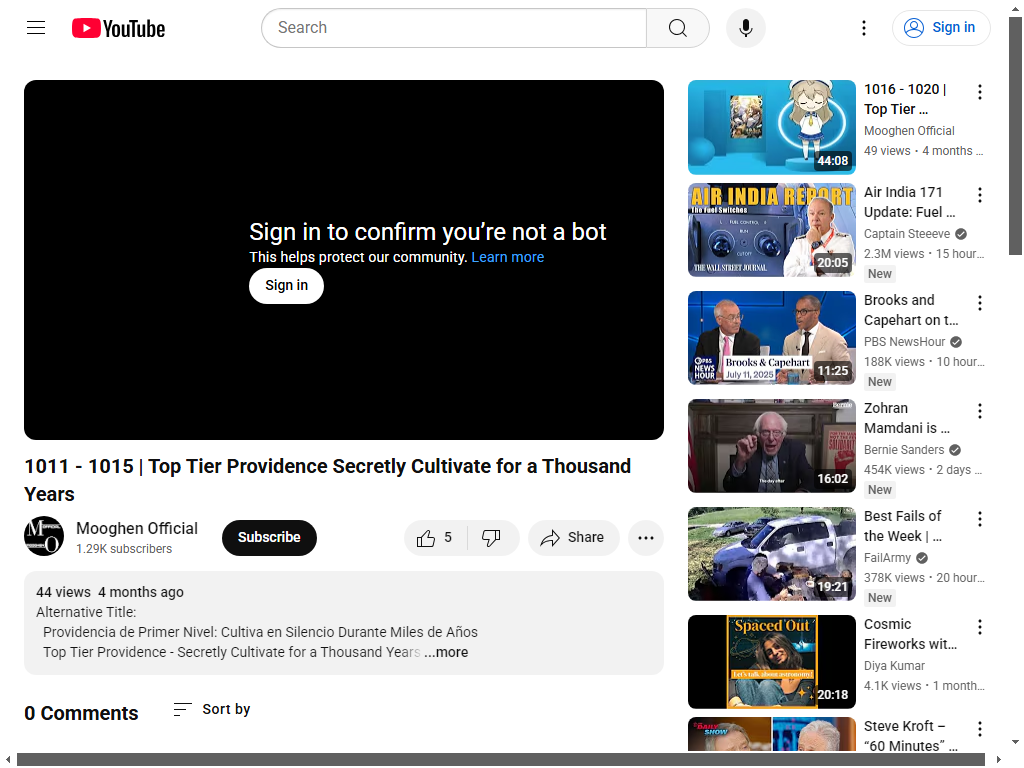 YouTube
Search
Sign in
Sign in to confirm you’re not a bot
This helps protect our community. Learn more
Sign in
1011 - 1015 | Top Tier Providence Secretly Cultivate for a Thousand
Years
Mooghen Official
1.29K subscribers
Subscribe
5
Share
44 views 4 months ago
Alternative Title:
Providencia de Primer Nivel: Cultiva en Silencio Durante Miles de Años
Top Tier Providence - Secretly Cultivate for a Thousand Years ...more
0 Comments
Sort by
44:08
1016 - 1020 |
Top Tier ...
Mooghen Official
49 views • 4 months ...
AIR INDIA REPORT
The Fuel Switches
FUEL CONTROL
RUN
CUTOFF
THE WALL STREET JOURNAL
20:05
Air India 171
Update: Fuel ...
Captain Steeeve
2.3M views • 15 hour...
New
PBS
NEWS
HOUR
Brooks & Capehart
July 11, 2025
11:25
Brooks and
Capehart on t...
PBS NewsHour
188K views • 10 hour...
New
Bernie
The day after
16:02
Zohran
Mamdani is ...
Bernie Sanders
454K views • 2 days ...
New
19:21
Best Fails of
the Week | ...
FailArmy
378K views • 20 hour...
New
Spaced Out
Let's talk about astronomy!
20:18
Cosmic
Fireworks wit...
Diya Kumar
4.1K views • 1 month...
THE DAILY
SHOW
Steve Kroft –
“60 Minutes” ...